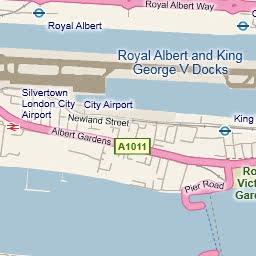 Royal Albert Way
Royal Albert
Royal Albert and King
George V Docks
Silvertown
London City
Airport
City Airport
Newland Street
King
Albert Gardens
A1011
Pier Road
Ro
Vict
Gard